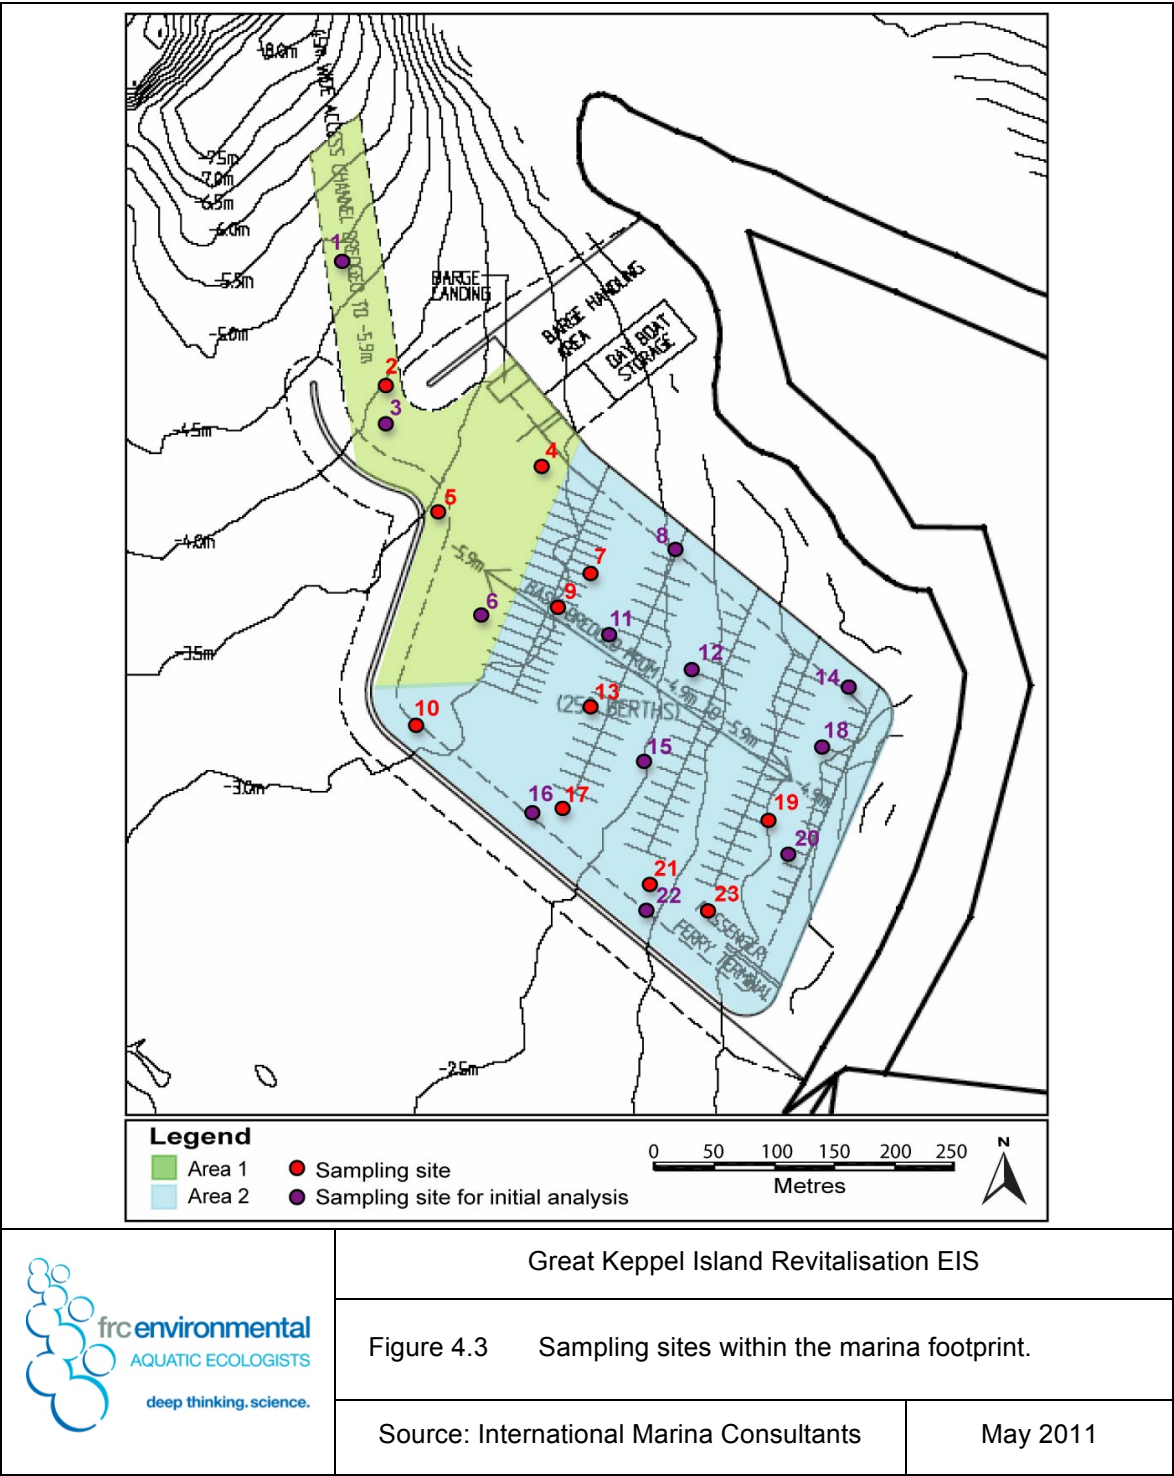 -8.0m
45m WIDE ACCESS CHANNEL DREDGED TO -5.9m
-7.5m
-7.0m
-6.5m
-6.0m
-5.5m
-5.0m
1
BARGE
LANDING
BARGE HANDLING
AREA
DAY BOAT
STORAGE
2
3
-4.5m
4
5
-4.0m
-5.9m
8
7
9
6
11
BASIN DREDGED FROM -4.9m TO -5.9m
12
-3.5m
14
13
10
BERTHS)
18
15
-4.9m
-3.0m
16
17
19
20
21
22
23
PASSENGER
FERRY TERMINAL
-2.5m
Legend
Area 1
Sampling site
Area 2
Sampling site for initial analysis
0 50 100 150 200 250
Metres
N
frc environmental
AQUATIC ECOLOGISTS
deep thinking. science.
Great Keppel Island Revitalisation EIS
Figure 4.3 Sampling sites within the marina footprint.
Source: International Marina Consultants
May 2011